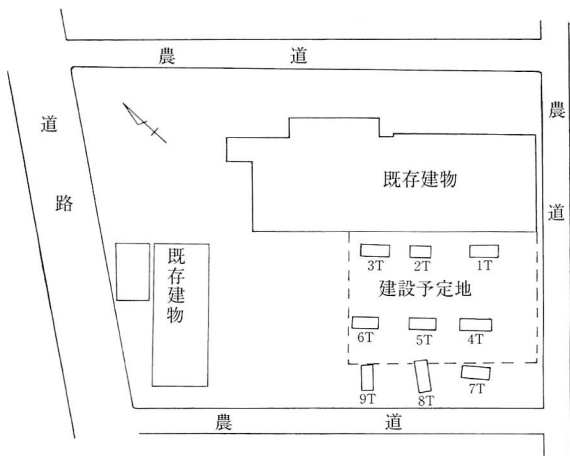 農道
農道
道路
既存建物
既存建物
3T 2T 1T
建設予定地
6T 5T 4T
9T 8T 7T
農道